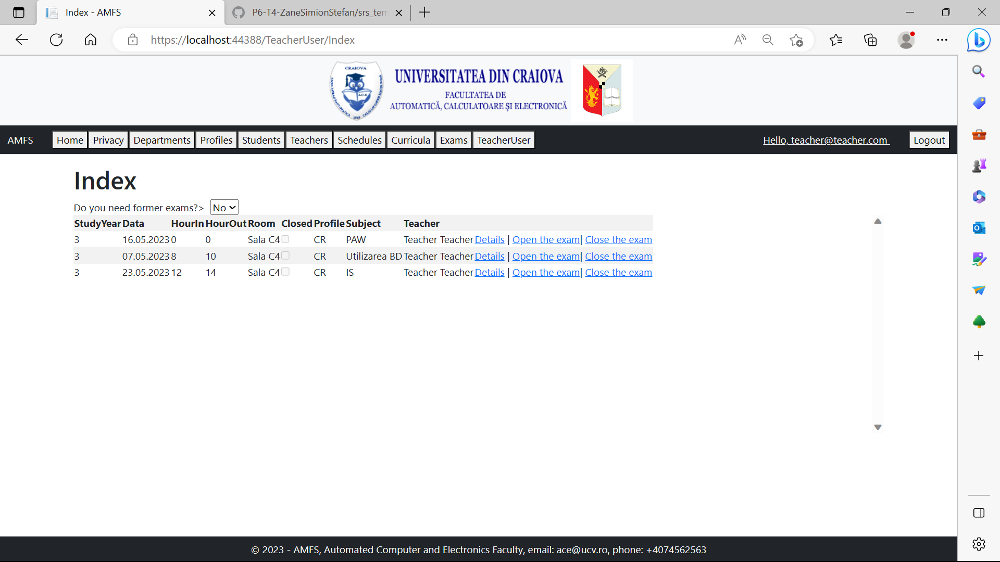 Index - AMFS
P6-T4-ZaneSimionStefan/srs_tem
https://localhost:44388/TeacherUser/Index
CRAIOVA
A.C.E.
UNIVERSITATEA DIN CRAIOVA
FACULTATEA DE
AUTOMATICĂ, CALCULATOARE ȘI ELECTRONICĂ
AMFS Home Privacy Departments Profiles Students Teachers Schedules Curricula Exams TeacherUser Hello, teacher@teacher.com Logout
Index
Do you need former exams?> No
StudyYear Data HourIn HourOut Room Closed Profile Subject Teacher
3 16.05.2023 0 0 Sala C4 CR PAW Teacher Teacher Details | Open the exam| Close the exam
3 07.05.2023 8 10 Sala C4 CR Utilizarea BD Teacher Teacher Details | Open the exam| Close the exam
3 23.05.2023 12 14 Sala C4 CR IS Teacher Teacher Details | Open the exam| Close the exam
© 2023 - AMFS, Automated Computer and Electronics Faculty, email: ace@ucv.ro, phone: +4074562563